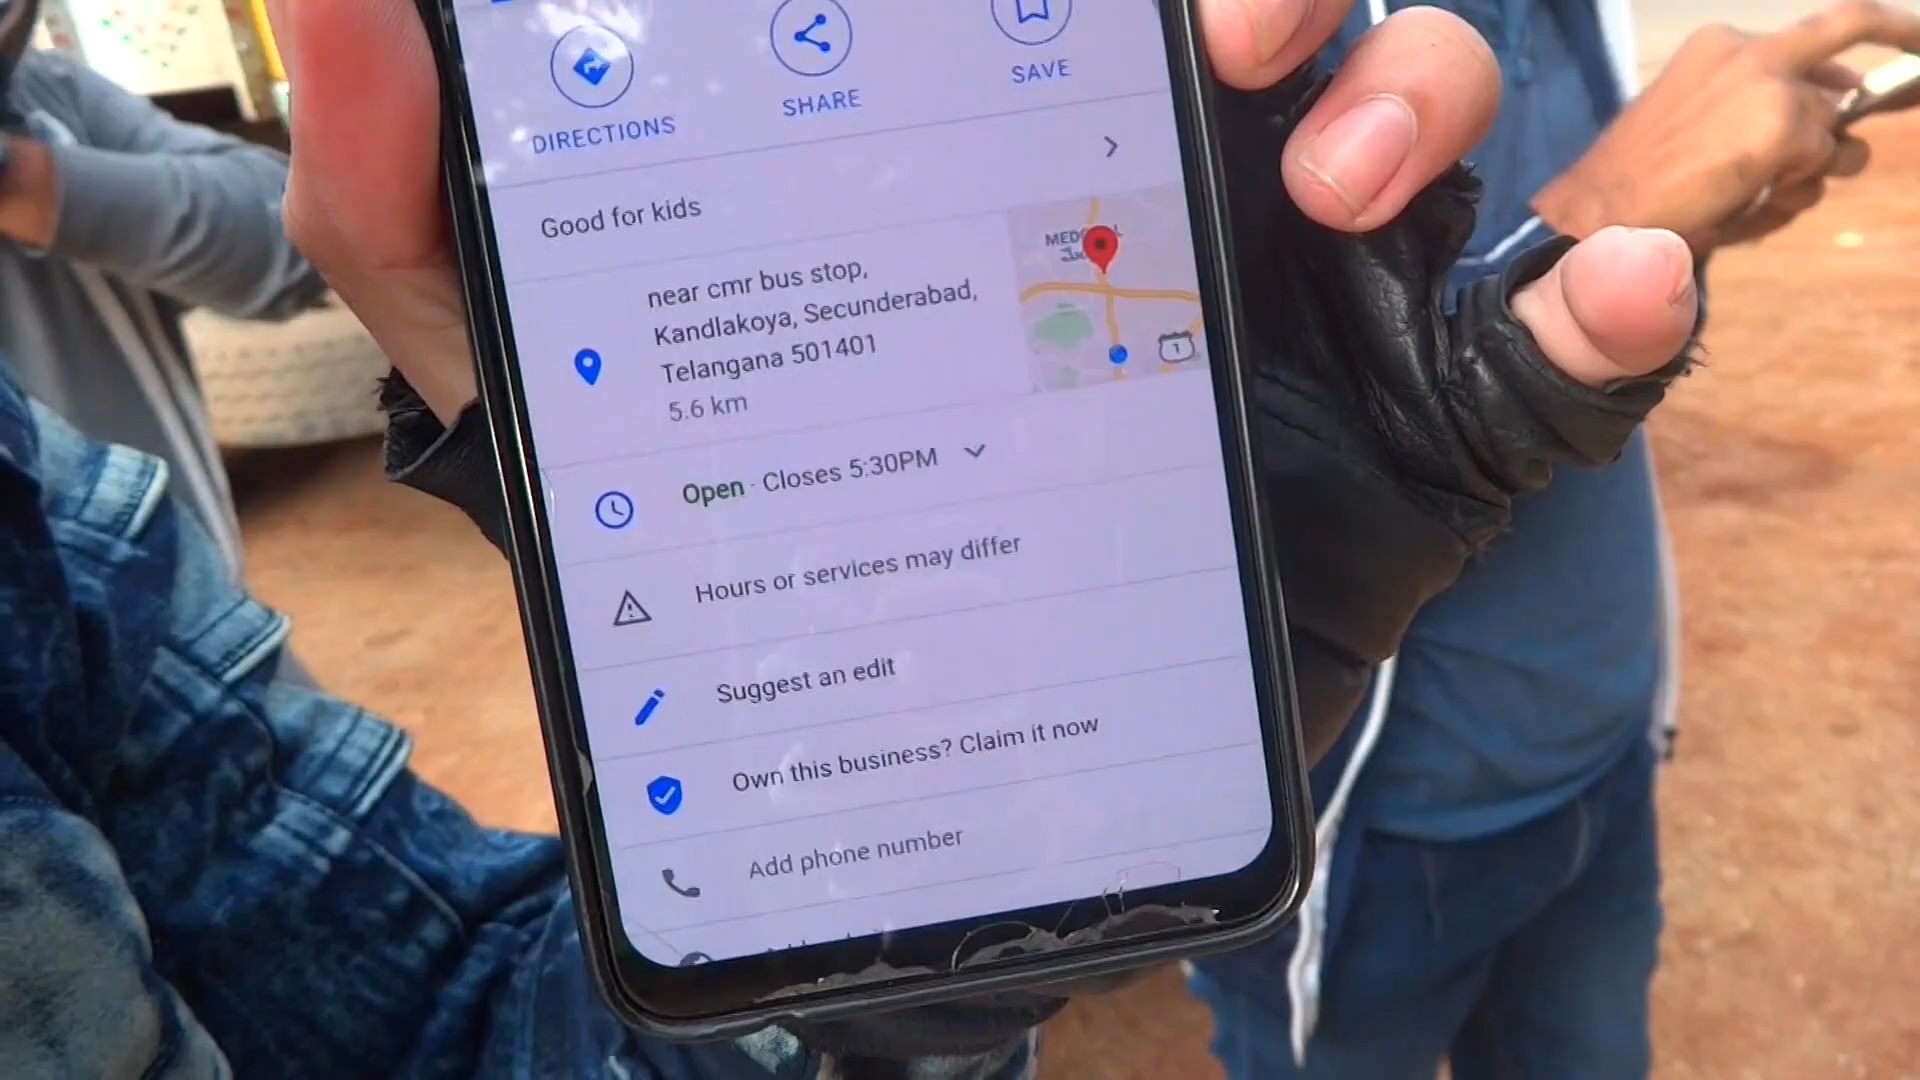 DIRECTIONS
SHARE
SAVE
Good for kids
near cmr bus stop,
Kandlakoya, Secunderabad,
Telangana 501401
5.6 km
1
Open · Closes 5:30PM
Hours or services may differ
Suggest an edit
Own this business? Claim it now
Add phone number